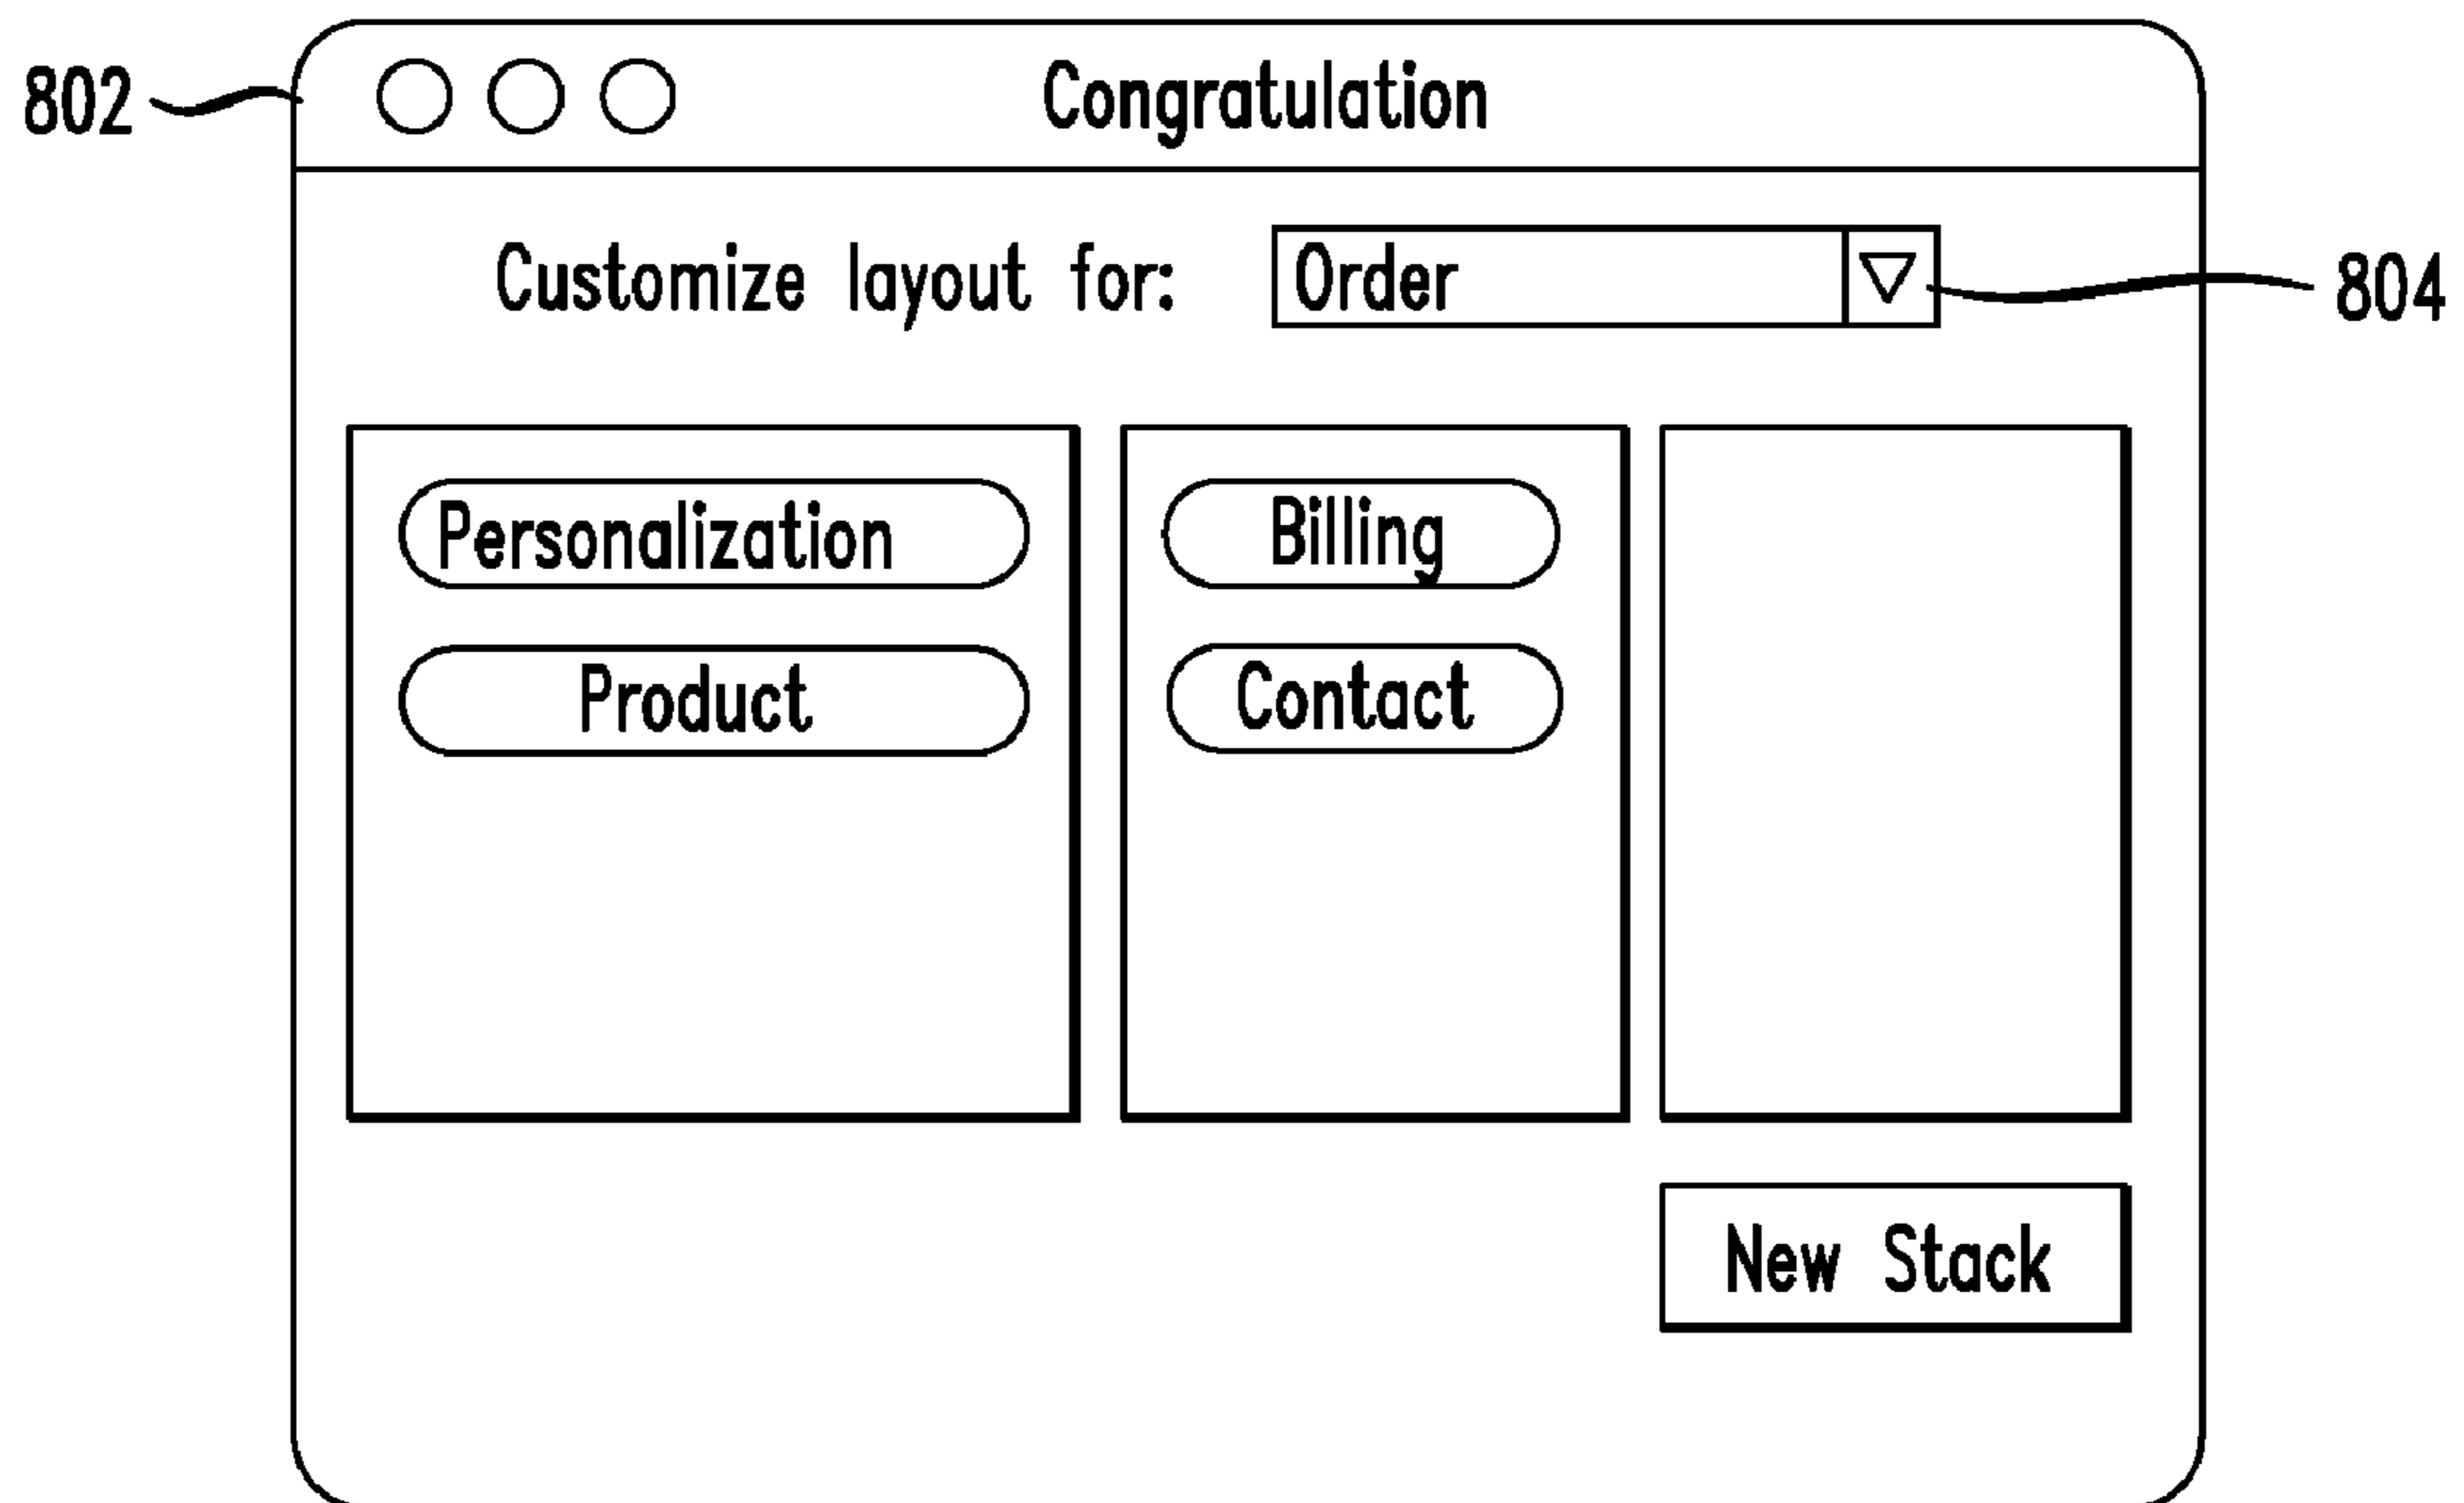 802 Congratulation
Customize layout for: Order 804
Personalization Billing
Product Contact
New Stack